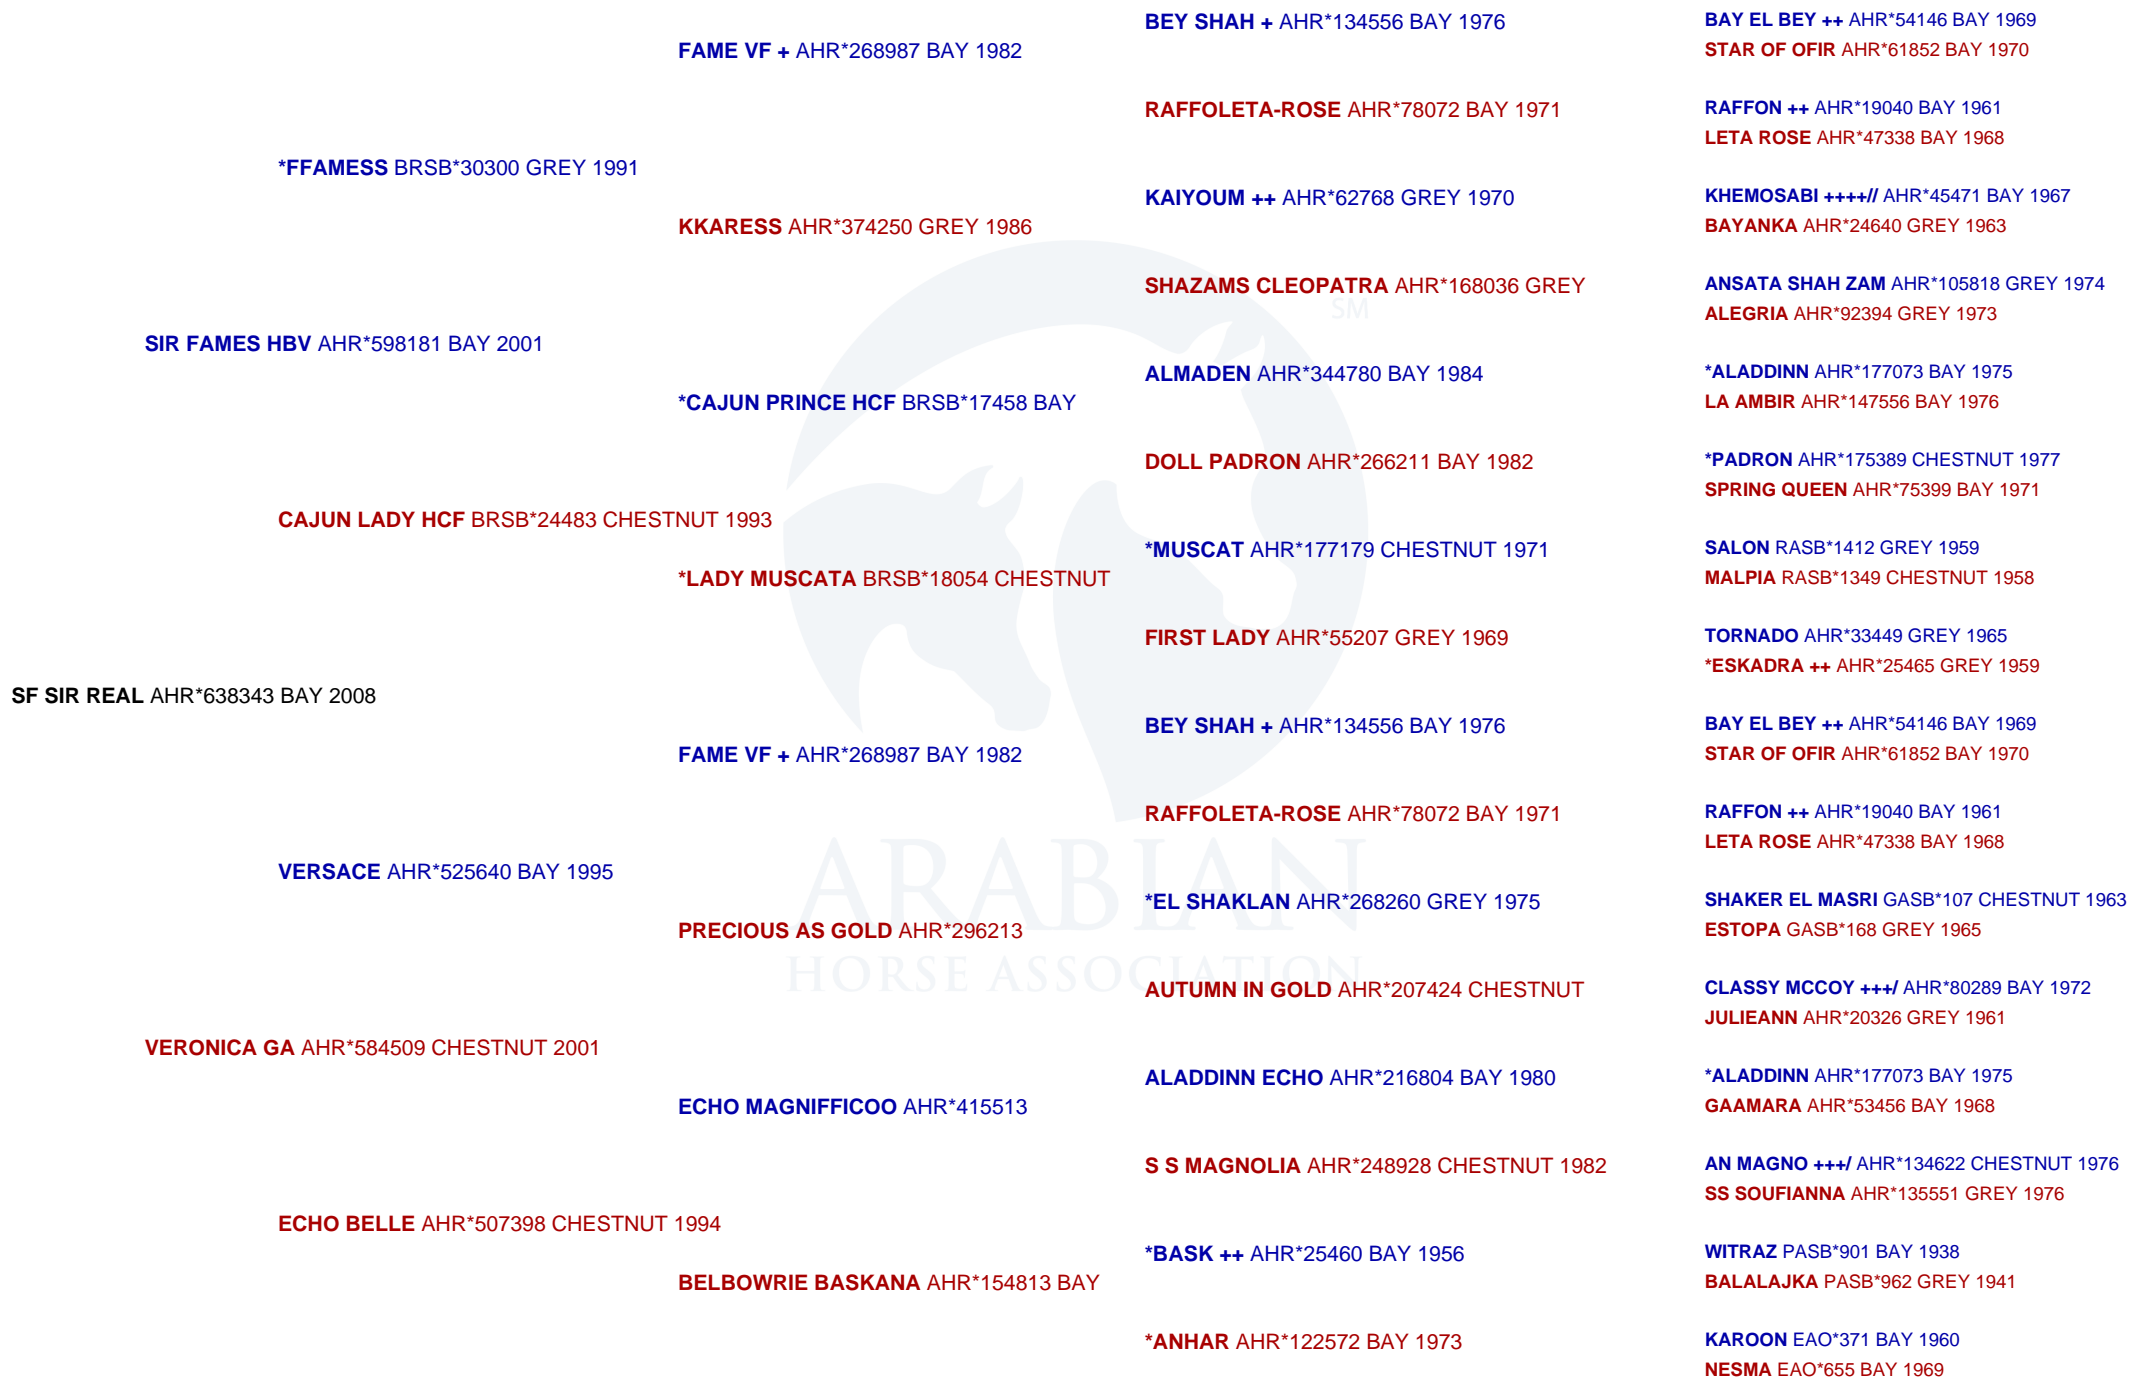 BEY SHAH + AHR*134556 BAY 1976
BAY EL BEY ++ AHR*54146 BAY 1969
FAME VF + AHR*268987 BAY 1982
STAR OF OFIR AHR*61852 BAY 1970
RAFFOLETA-ROSE AHR*78072 BAY 1971
RAFFON ++ AHR*19040 BAY 1961
LETA ROSE AHR*47338 BAY 1968
*FFAMESS BRSB*30300 GREY 1991
KAIYOUM ++ AHR*62768 GREY 1970
KHEMOSABI ++++// AHR*45471 BAY 1967
KKARESS AHR*374250 GREY 1986
BAYANKA AHR*24640 GREY 1963
SHAZAMS CLEOPATRA AHR*168036 GREY
ANSATA SHAH ZAM AHR*105818 GREY 1974
SM
ALEGRIA AHR*92394 GREY 1973
SIR FAMES HBV AHR*598181 BAY 2001
ALMADEN AHR*344780 BAY 1984
*ALADDINN AHR*177073 BAY 1975
*CAJUN PRINCE HCF BRSB*17458 BAY
LA AMBIR AHR*147556 BAY 1976
DOLL PADRON AHR*266211 BAY 1982
*PADRON AHR*175389 CHESTNUT 1977
SPRING QUEEN AHR*75399 BAY 1971
CAJUN LADY HCF BRSB*24483 CHESTNUT 1993
*MUSCAT AHR*177179 CHESTNUT 1971
SALON RASB*1412 GREY 1959
*LADY MUSCATA BRSB*18054 CHESTNUT
MALPIA RASB*1349 CHESTNUT 1958
FIRST LADY AHR*55207 GREY 1969
TORNADO AHR*33449 GREY 1965
*ESKADRA ++ AHR*25465 GREY 1959
SF SIR REAL AHR*638343 BAY 2008
BEY SHAH + AHR*134556 BAY 1976
BAY EL BEY ++ AHR*54146 BAY 1969
FAME VF + AHR*268987 BAY 1982
STAR OF OFIR AHR*61852 BAY 1970
RAFFOLETA-ROSE AHR*78072 BAY 1971
RAFFON ++ AHR*19040 BAY 1961
LETA ROSE AHR*47338 BAY 1968
VERSACE AHR*525640 BAY 1995
ARABIAN
*EL SHAKLAN AHR*268260 GREY 1975
SHAKER EL MASRI GASB*107 CHESTNUT 1963
PRECIOUS AS GOLD AHR*296213
ESTOPA GASB*168 GREY 1965
HORSE ASSOCIATION
AUTUMN IN GOLD AHR*207424 CHESTNUT
CLASSY MCCOY +++/ AHR*80289 BAY 1972
JULIEANN AHR*20326 GREY 1961
VERONICA GA AHR*584509 CHESTNUT 2001
ALADDINN ECHO AHR*216804 BAY 1980
*ALADDINN AHR*177073 BAY 1975
ECHO MAGNIFFICOO AHR*415513
GAAMARA AHR*53456 BAY 1968
S S MAGNOLIA AHR*248928 CHESTNUT 1982
AN MAGNO +++/ AHR*134622 CHESTNUT 1976
SS SOUFIANNA AHR*135551 GREY 1976
ECHO BELLE AHR*507398 CHESTNUT 1994
*BASK ++ AHR*25460 BAY 1956
WITRAZ PASB*901 BAY 1938
BELBOWRIE BASKANA AHR*154813 BAY
BALALAJKA PASB*962 GREY 1941
*ANHAR AHR*122572 BAY 1973
KAROON EAO*371 BAY 1960
NESMA EAO*655 BAY 1969